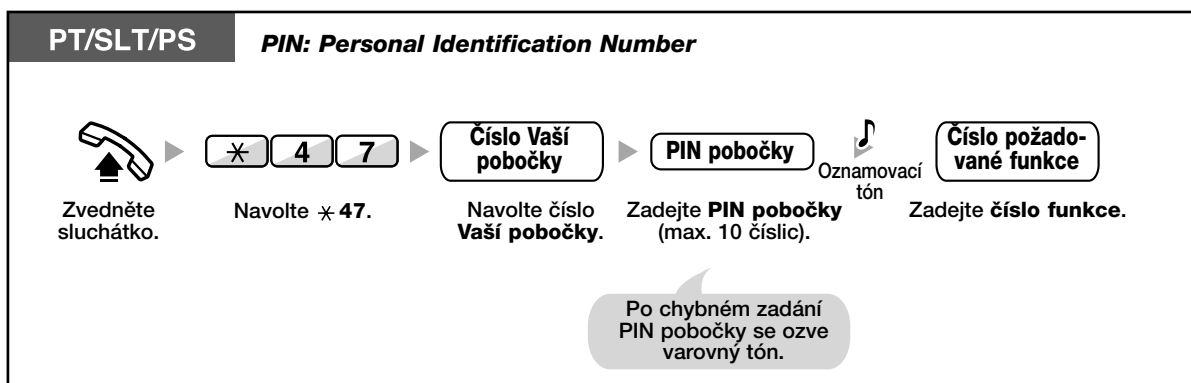 PT/SLT/PS
PIN: Personal Identification Number
* 4 7
Číslo Vaší
pobočky
PIN pobočky
Oznamovací
tón
Číslo požado-
vané funkce
Zvedněte
sluchátko.
Navolte * 47.
Navolte číslo
Vaší pobočky.
Zadejte PIN pobočky
(max. 10 číslic).
Zadejte číslo funkce.
Po chybném zadání
PIN pobočky se ozve
varovný tón.